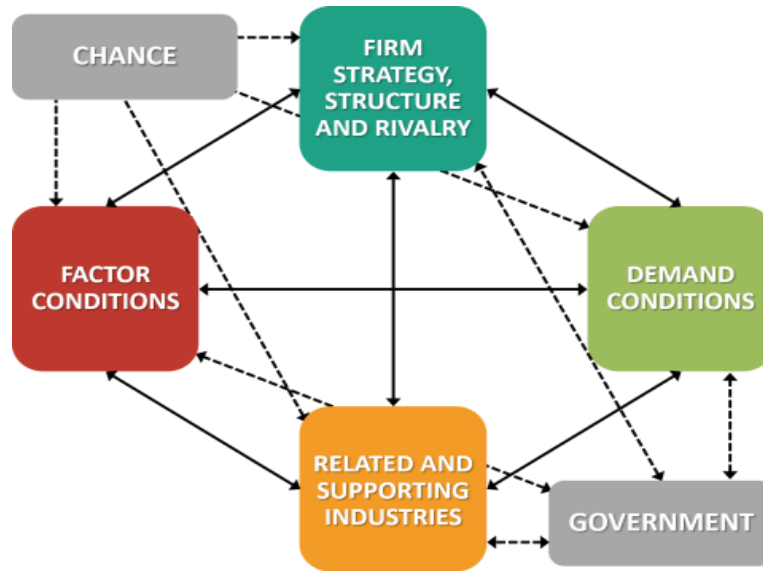 CHANCE
FIRM
STRATEGY,
STRUCTURE
AND RIVALRY
FACTOR
CONDITIONS
DEMAND
CONDITIONS
RELATED AND
SUPPORTING
INDUSTRIES
GOVERNMENT